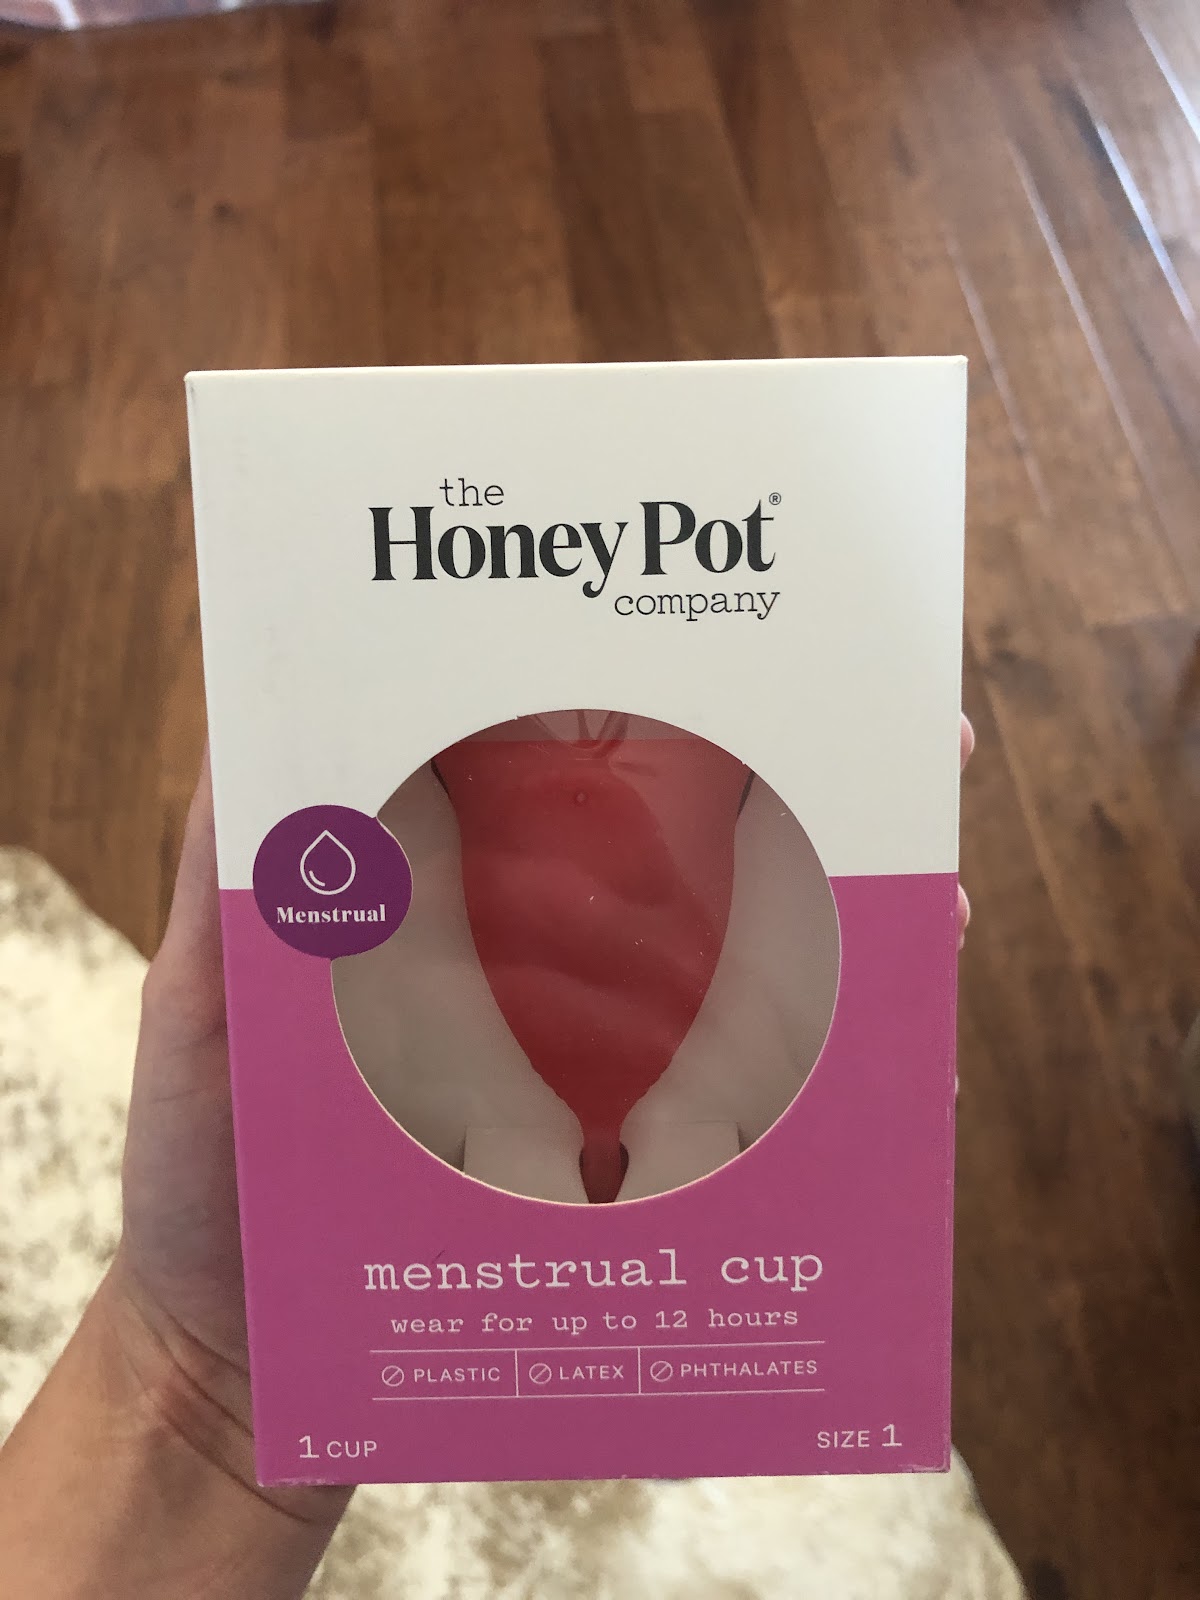 the
Honey Pot®
company
Menstrual
menstrual cup
wear for up to 12 hours
PLASTIC LATEX PHTHALATES
1 CUP SIZE 1